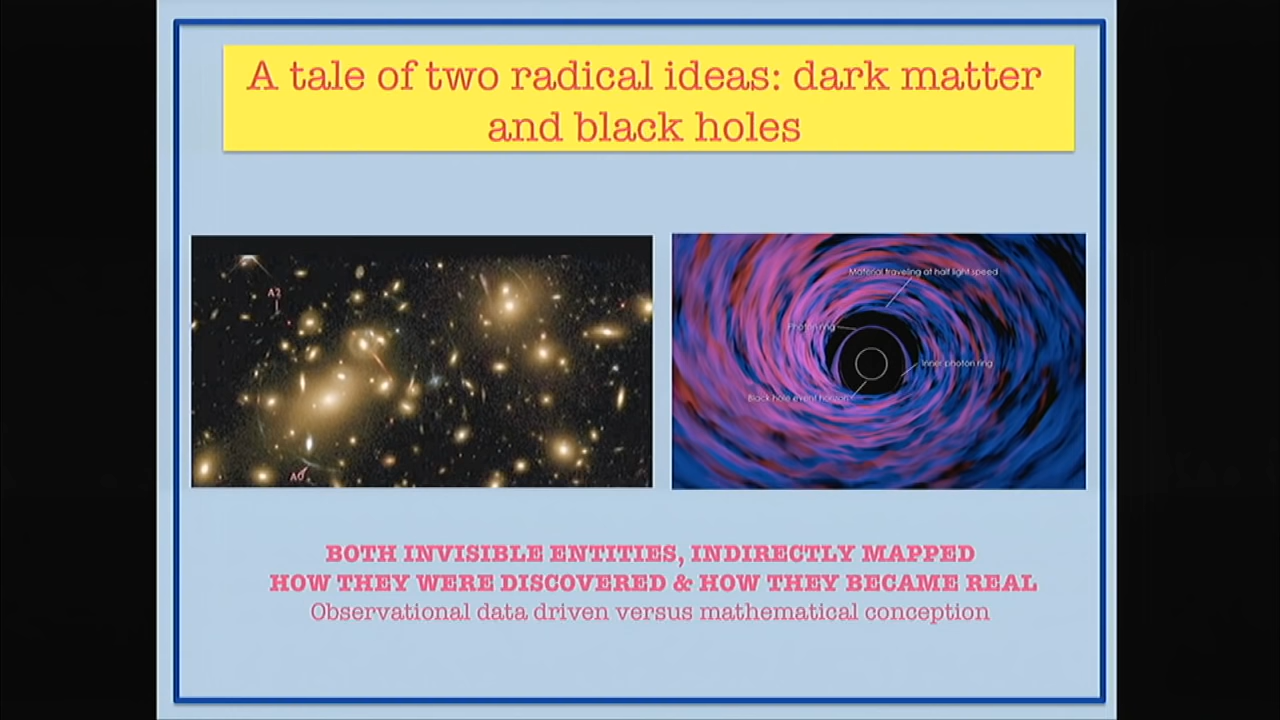 A tale of two radical ideas: dark matter
and black holes
A2
Material traveling at half light speed
Photon ring
Inner photon ring
Black hole event horizon
A0
BOTH INVISIBLE ENTITIES, INDIRECTLY MAPPED
HOW THEY WERE DISCOVERED & HOW THEY BECAME REAL
Observational data driven versus mathematical conception